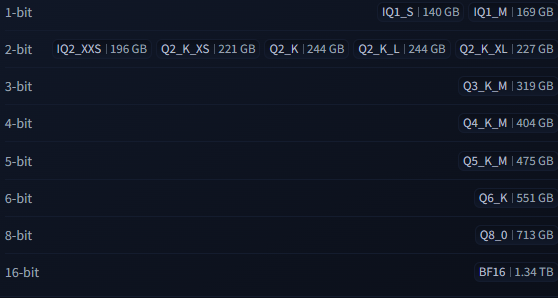 1-bit IQ1_S | 140 GB IQ1_M | 169 GB
2-bit IQ2_XXS | 196 GB Q2_K_XS | 221 GB Q2_K | 244 GB Q2_K_L | 244 GB Q2_K_XL | 227 GB
3-bit Q3_K_M | 319 GB
4-bit Q4_K_M | 404 GB
5-bit Q5_K_M | 475 GB
6-bit Q6_K | 551 GB
8-bit Q8_0 | 713 GB
16-bit BF16 | 1.34 TB